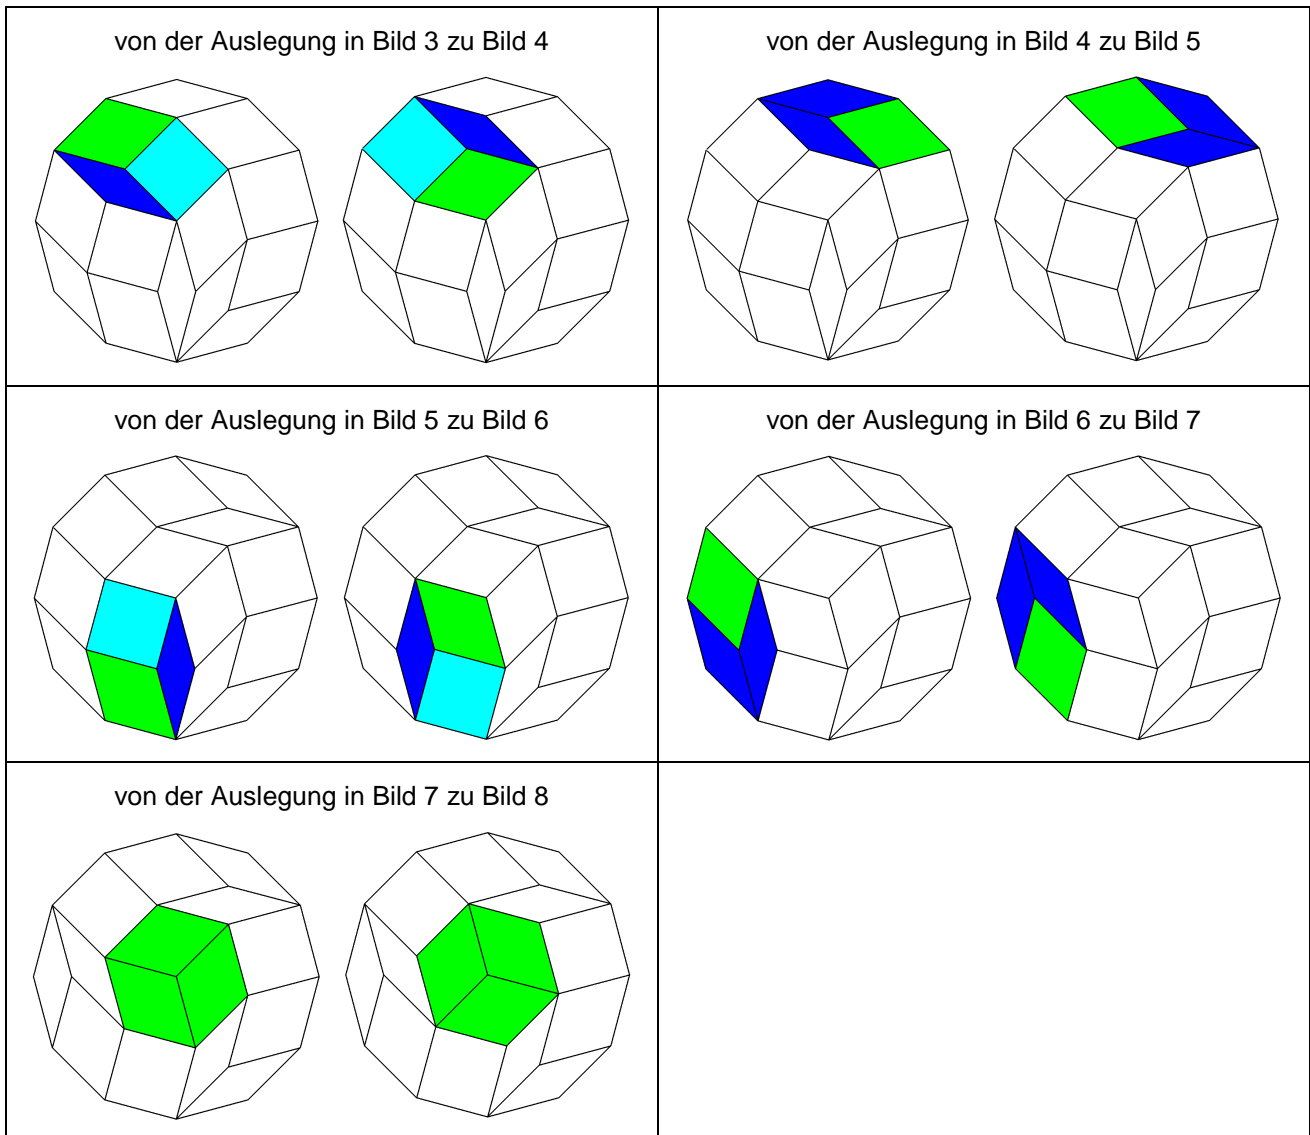 von der Auslegung in Bild 3 zu Bild 4
von der Auslegung in Bild 4 zu Bild 5
von der Auslegung in Bild 5 zu Bild 6
von der Auslegung in Bild 6 zu Bild 7
von der Auslegung in Bild 7 zu Bild 8